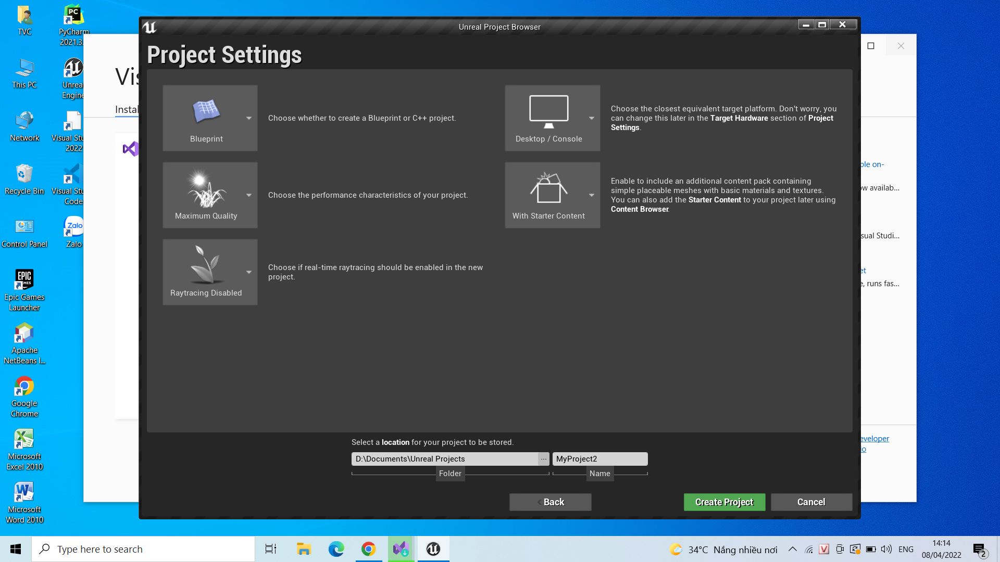 TVC
PyCharm
2021.3.
This PC
Unreal
Engine
Network
Visual Stu
2022
Recycle Bin
Visual Stu
Code
Control Panel
Zalo
Zalo
EPIC
Epic Games
Launcher
Apache
NetBeans I...
Google
Chrome
Microsoft
Excel 2010
Microsoft
Word 2010
Vis
Instal
Unreal Project Browser
Project Settings
Blueprint
Choose whether to create a Blueprint or C++ project.
Desktop / Console
Choose the closest equivalent target platform. Don't worry, you
can change this later in the Target Hardware section of Project
Settings.
Maximum Quality
Choose the performance characteristics of your project.
With Starter Content
Enable to include an additional content pack containing
simple placeable meshes with basic materials and textures.
You can also add the Starter Content to your project later using
Content Browser.
Raytracing Disabled
Choose if real-time raytracing should be enabled in the new
project.
Select a location for your project to be stored.
D:\Documents\Unreal Projects
...
MyProject2
Folder
Name
Back
Create Project
Cancel
ble on-
ow availab...
sual Studi...
et
e, runs fas...
eveloper
io
Type here to search
34°C Nắng nhiều nơi
ENG
14:14
08/04/2022
2